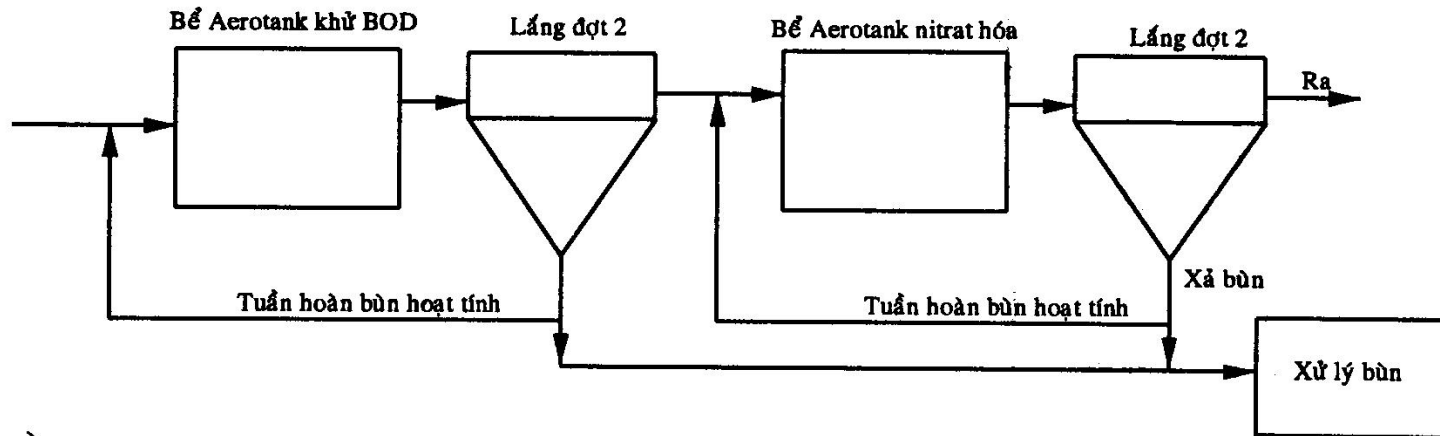 Bể Aerotank khử BOD
Lắng đợt 2
Bể Aerotank nitrat hóa
Lắng đợt 2
Ra
Xả bùn
Tuần hoàn bùn hoạt tính
Tuần hoàn bùn hoạt tính
Xử lý bùn